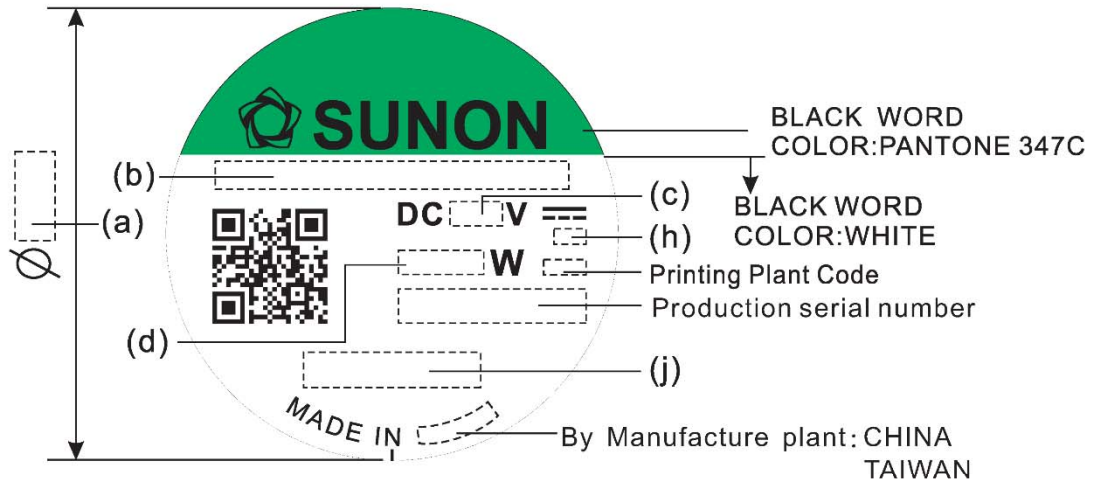 SUNON
BLACK WORD
COLOR:PANTONE 347C
(b)
(c)
DC V
BLACK WORD
COLOR:WHITE
(a)
(h)
Ø
W
Printing Plant Code
Production serial number
(d)
(j)
MADE IN
By Manufacture plant: CHINA
TAIWAN